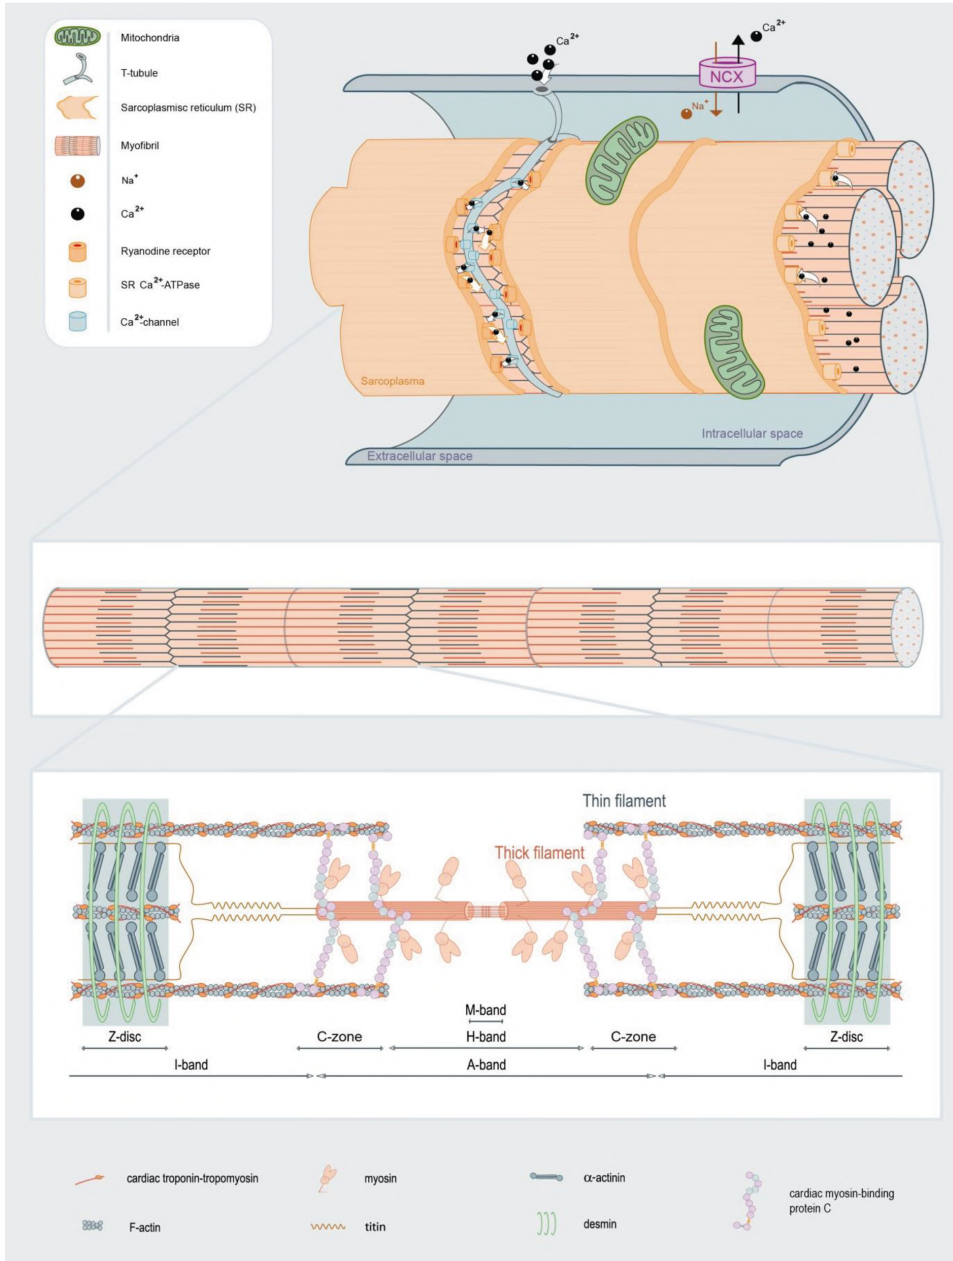 Mitochondria
T-tubule
Sarcoplasmisc reticulum (SR)
Myofibril
Na+
Ca2+
Ryanodine receptor
SR Ca2+-ATPase
Ca2+-channel
Ca2+
Ca2+
NCX
Na+
Sarcoplasma
Intracellular space
Extracellular space
Thin filament
Thick filament
M-band
Z-disc
C-zone
H-band
C-zone
Z-disc
I-band
A-band
I-band
cardiac troponin-tropomyosin
myosin
α-actinin
cardiac myosin-binding
protein C
F-actin
titin
desmin